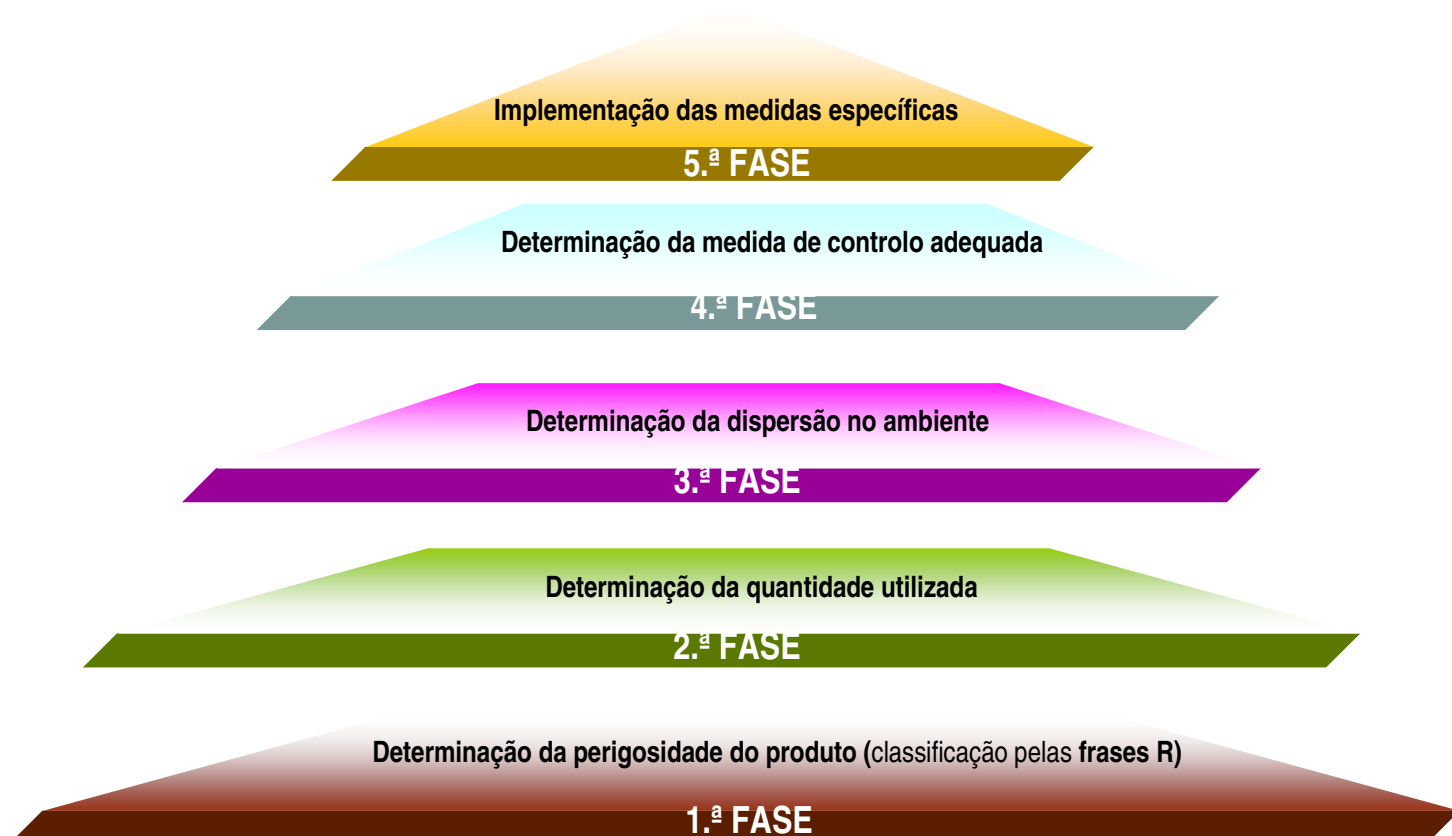 Implementação das medidas específicas
5.ª FASE
Determinação da medida de controlo adequada
4.ª FASE
Determinação da dispersão no ambiente
3.ª FASE
Determinação da quantidade utilizada
2.ª FASE
Determinação da perigosidade do produto (classificação pelas frases R)
1.ª FASE